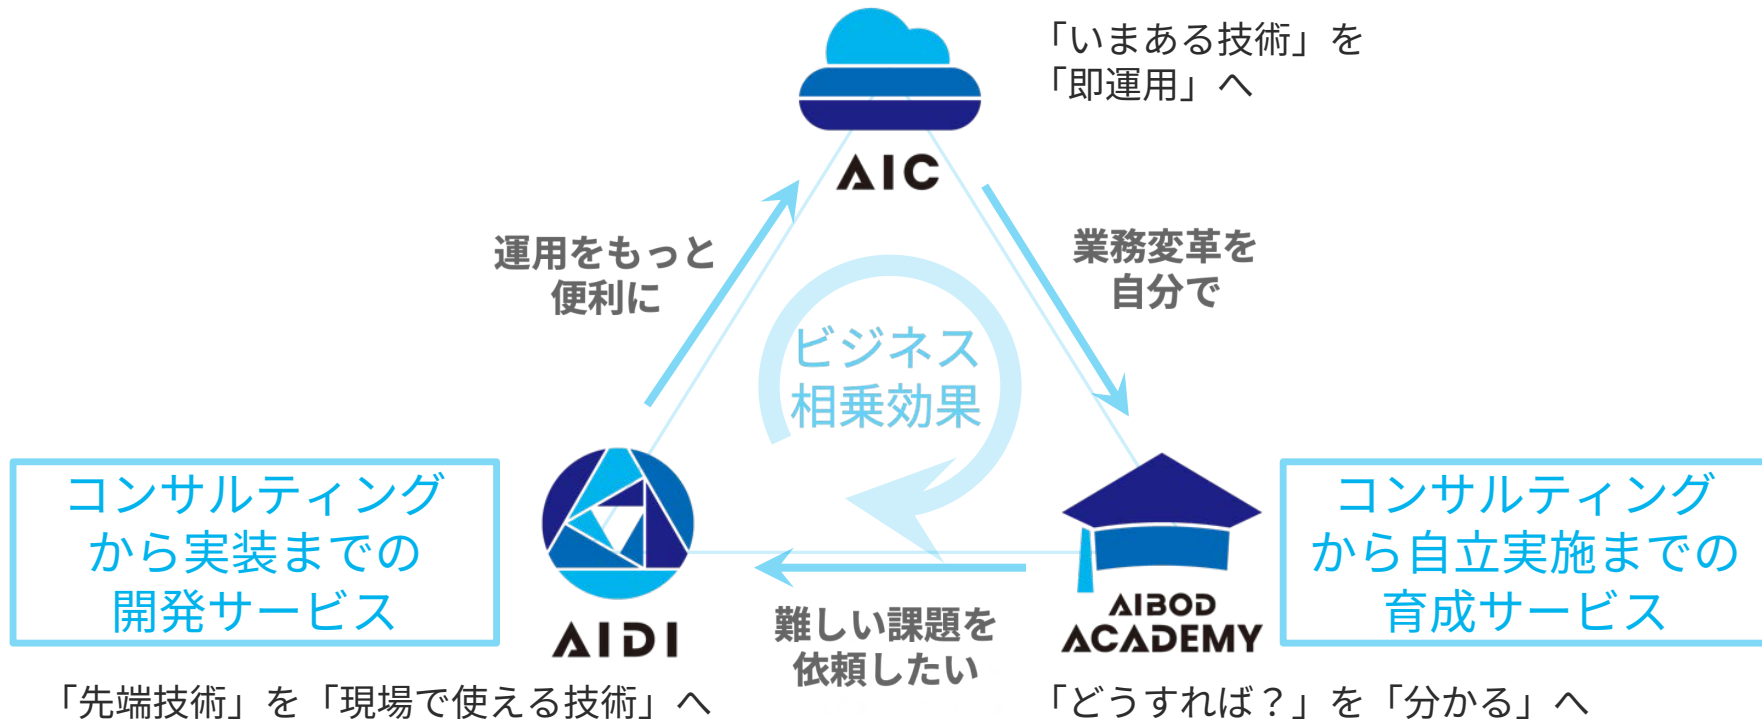 「いまある技術」を
「即運用」へ
AIC
運用をもっと
便利に
業務変革を
自分で
ビジネス
相乗効果
コンサルティング
から実装までの
開発サービス
AIDI
「先端技術」を「現場で使える技術」へ
難しい課題を
依頼したい
AIBOD
ACADEMY
コンサルティング
から自立実施までの
育成サービス
「どうすれば？」を「分かる」へ